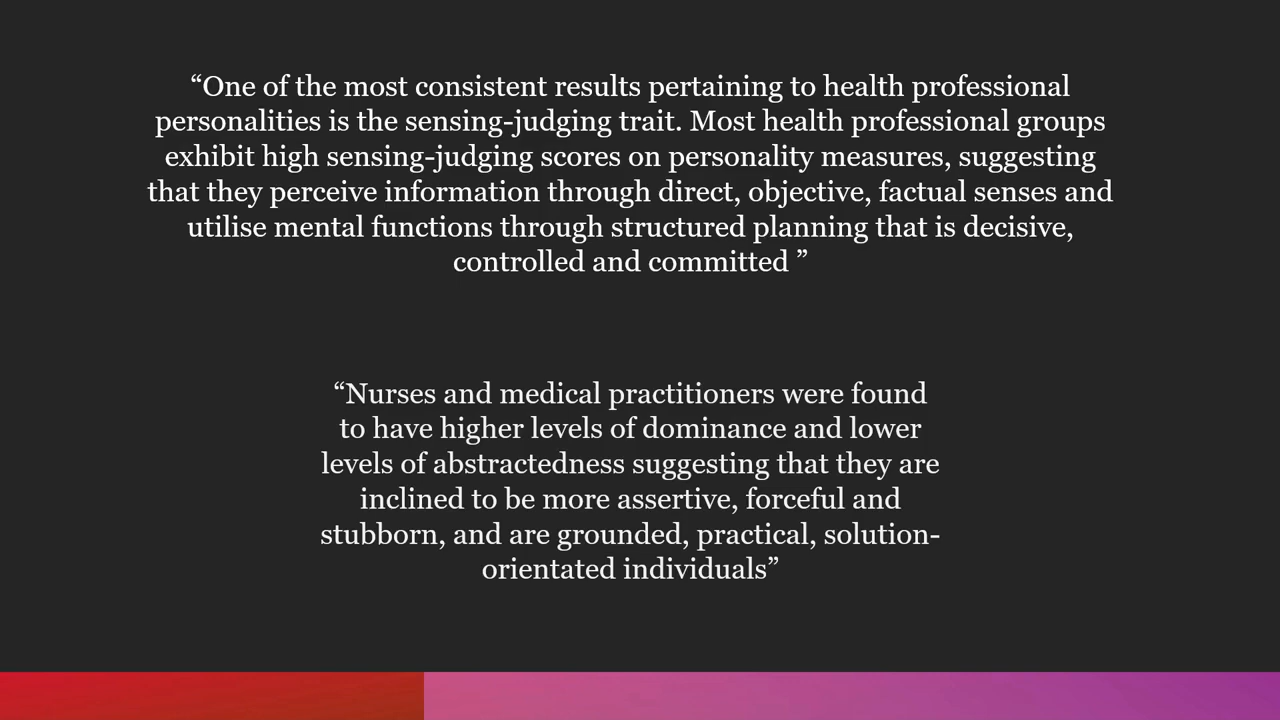 “One of the most consistent results pertaining to health professional
personalities is the sensing-judging trait. Most health professional groups
exhibit high sensing-judging scores on personality measures, suggesting
that they perceive information through direct, objective, factual senses and
utilise mental functions through structured planning that is decisive,
controlled and committed ”
“Nurses and medical practitioners were found
to have higher levels of dominance and lower
levels of abstractedness suggesting that they are
inclined to be more assertive, forceful and
stubborn, and are grounded, practical, solution-
orientated individuals”